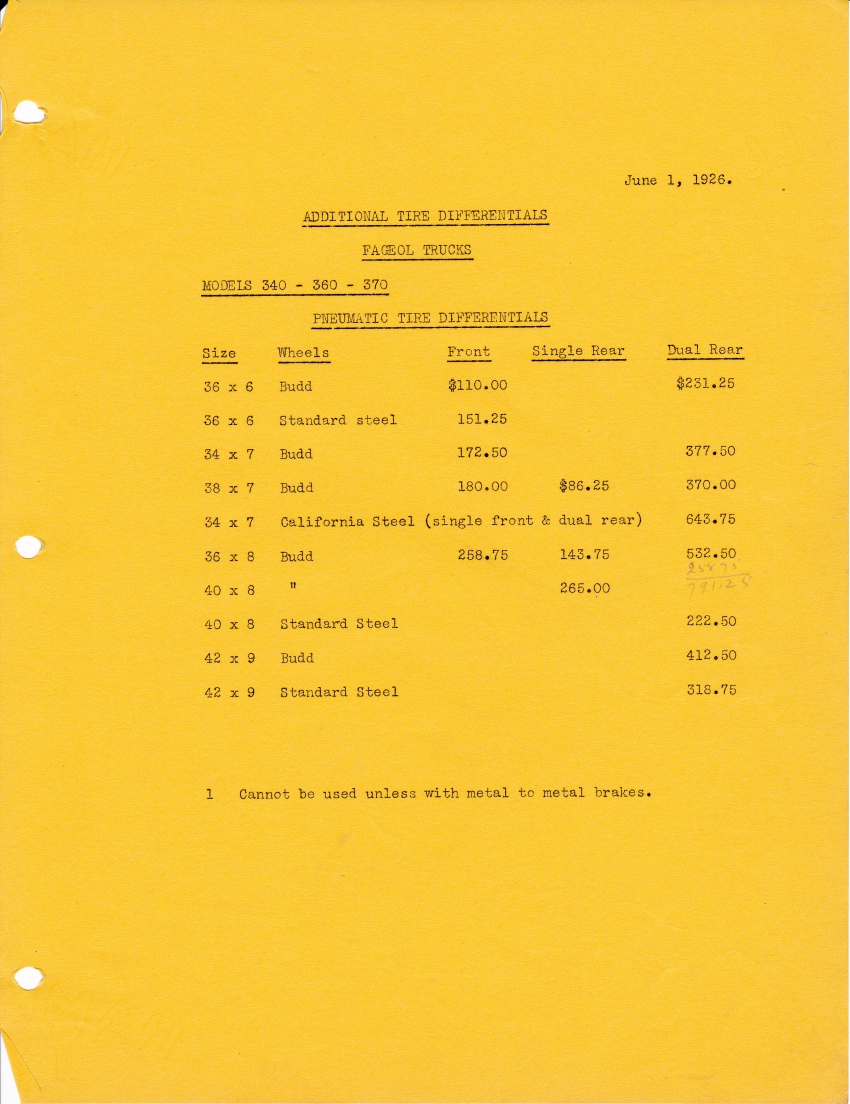 June 1, 1926.
ADDITIONAL TIRE DIFFERENTIALS
FAGEOL TRUCKS
MODELS 340 - 360 - 370
PNEUMATIC TIRE DIFFERENTIALS
Size Wheels Front Single Rear Dual Rear
36 x 6 Budd $110.00 $231.25
36 x 6 Standard steel 151.25
34 x 7 Budd 172.50 377.50
38 x 7 Budd 180.00 $86.25 370.00
34 x 7 California Steel (single front & dual rear) 643.75
36 x 8 Budd 258.75 143.75 532.50
258 75
40 x 8 " 265.00 791.25
40 x 8 Standard Steel 222.50
42 x 9 Budd 412.50
42 x 9 Standard Steel 318.75
1 Cannot be used unless with metal to metal brakes.